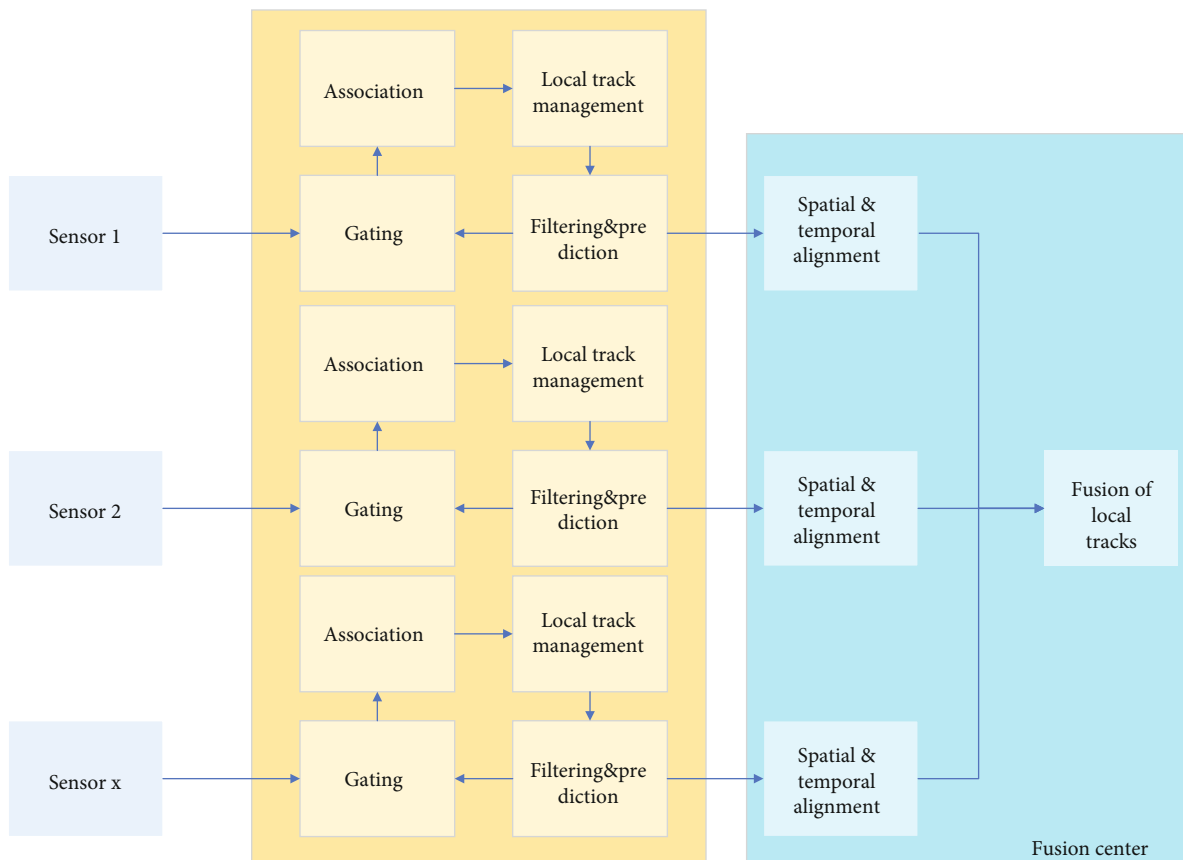 Association
Local track
management
Sensor 1
Gating
Filtering&pre
diction
Spatial &
temporal
alignment
Association
Local track
management
Sensor 2
Gating
Filtering&pre
diction
Spatial &
temporal
alignment
Fusion of
local
tracks
Association
Local track
management
Sensor x
Gating
Filtering&pre
diction
Spatial &
temporal
alignment
Fusion center